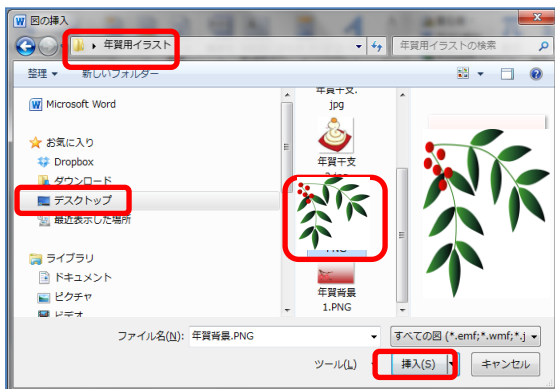 図の挿入
年賀用イラスト
年賀用イラストの検索
整理
新しいフォルダー
Microsoft Word
お気に入り
Dropbox
ダウンロード
デスクトップ
最近表示した場所
ライブラリ
ドキュメント
ピクチャ
ビデオ
年賀干支.
jpg
年賀干支
2.jpg
PNG
年賀背景
1.PNG
ファイル名(N): 年賀背景.PNG
すべての図 (*.emf;*.wmf;*.j
ツール(L)
挿入(S)
キャンセル